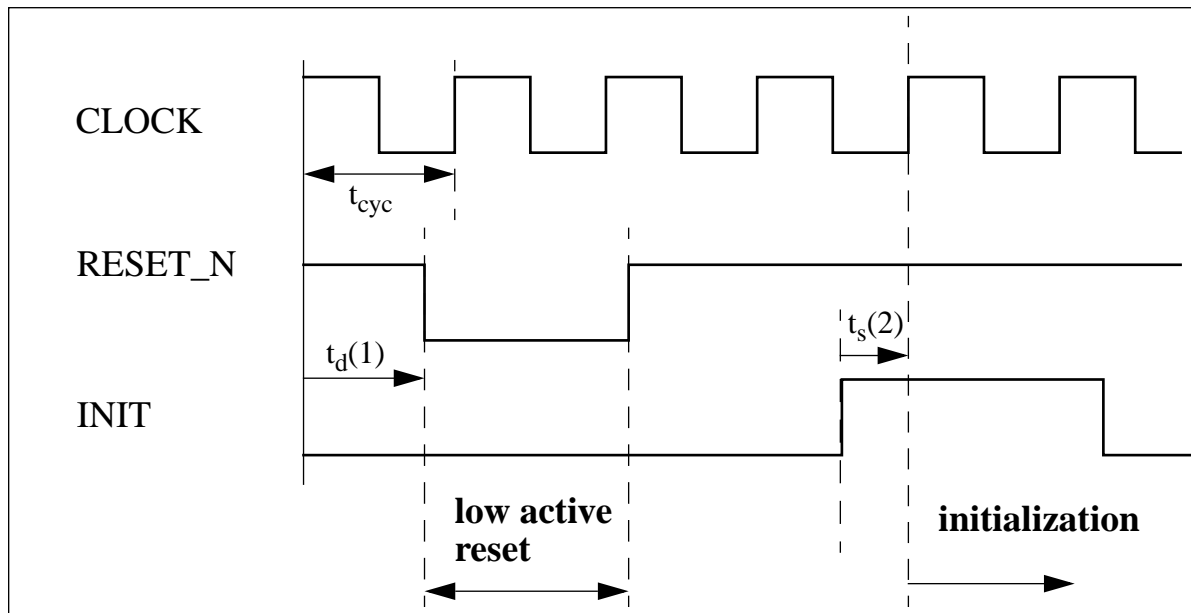 CLOCK
t_cyc
RESET_N
t_d(1)
t_s(2)
INIT
low active
reset
initialization